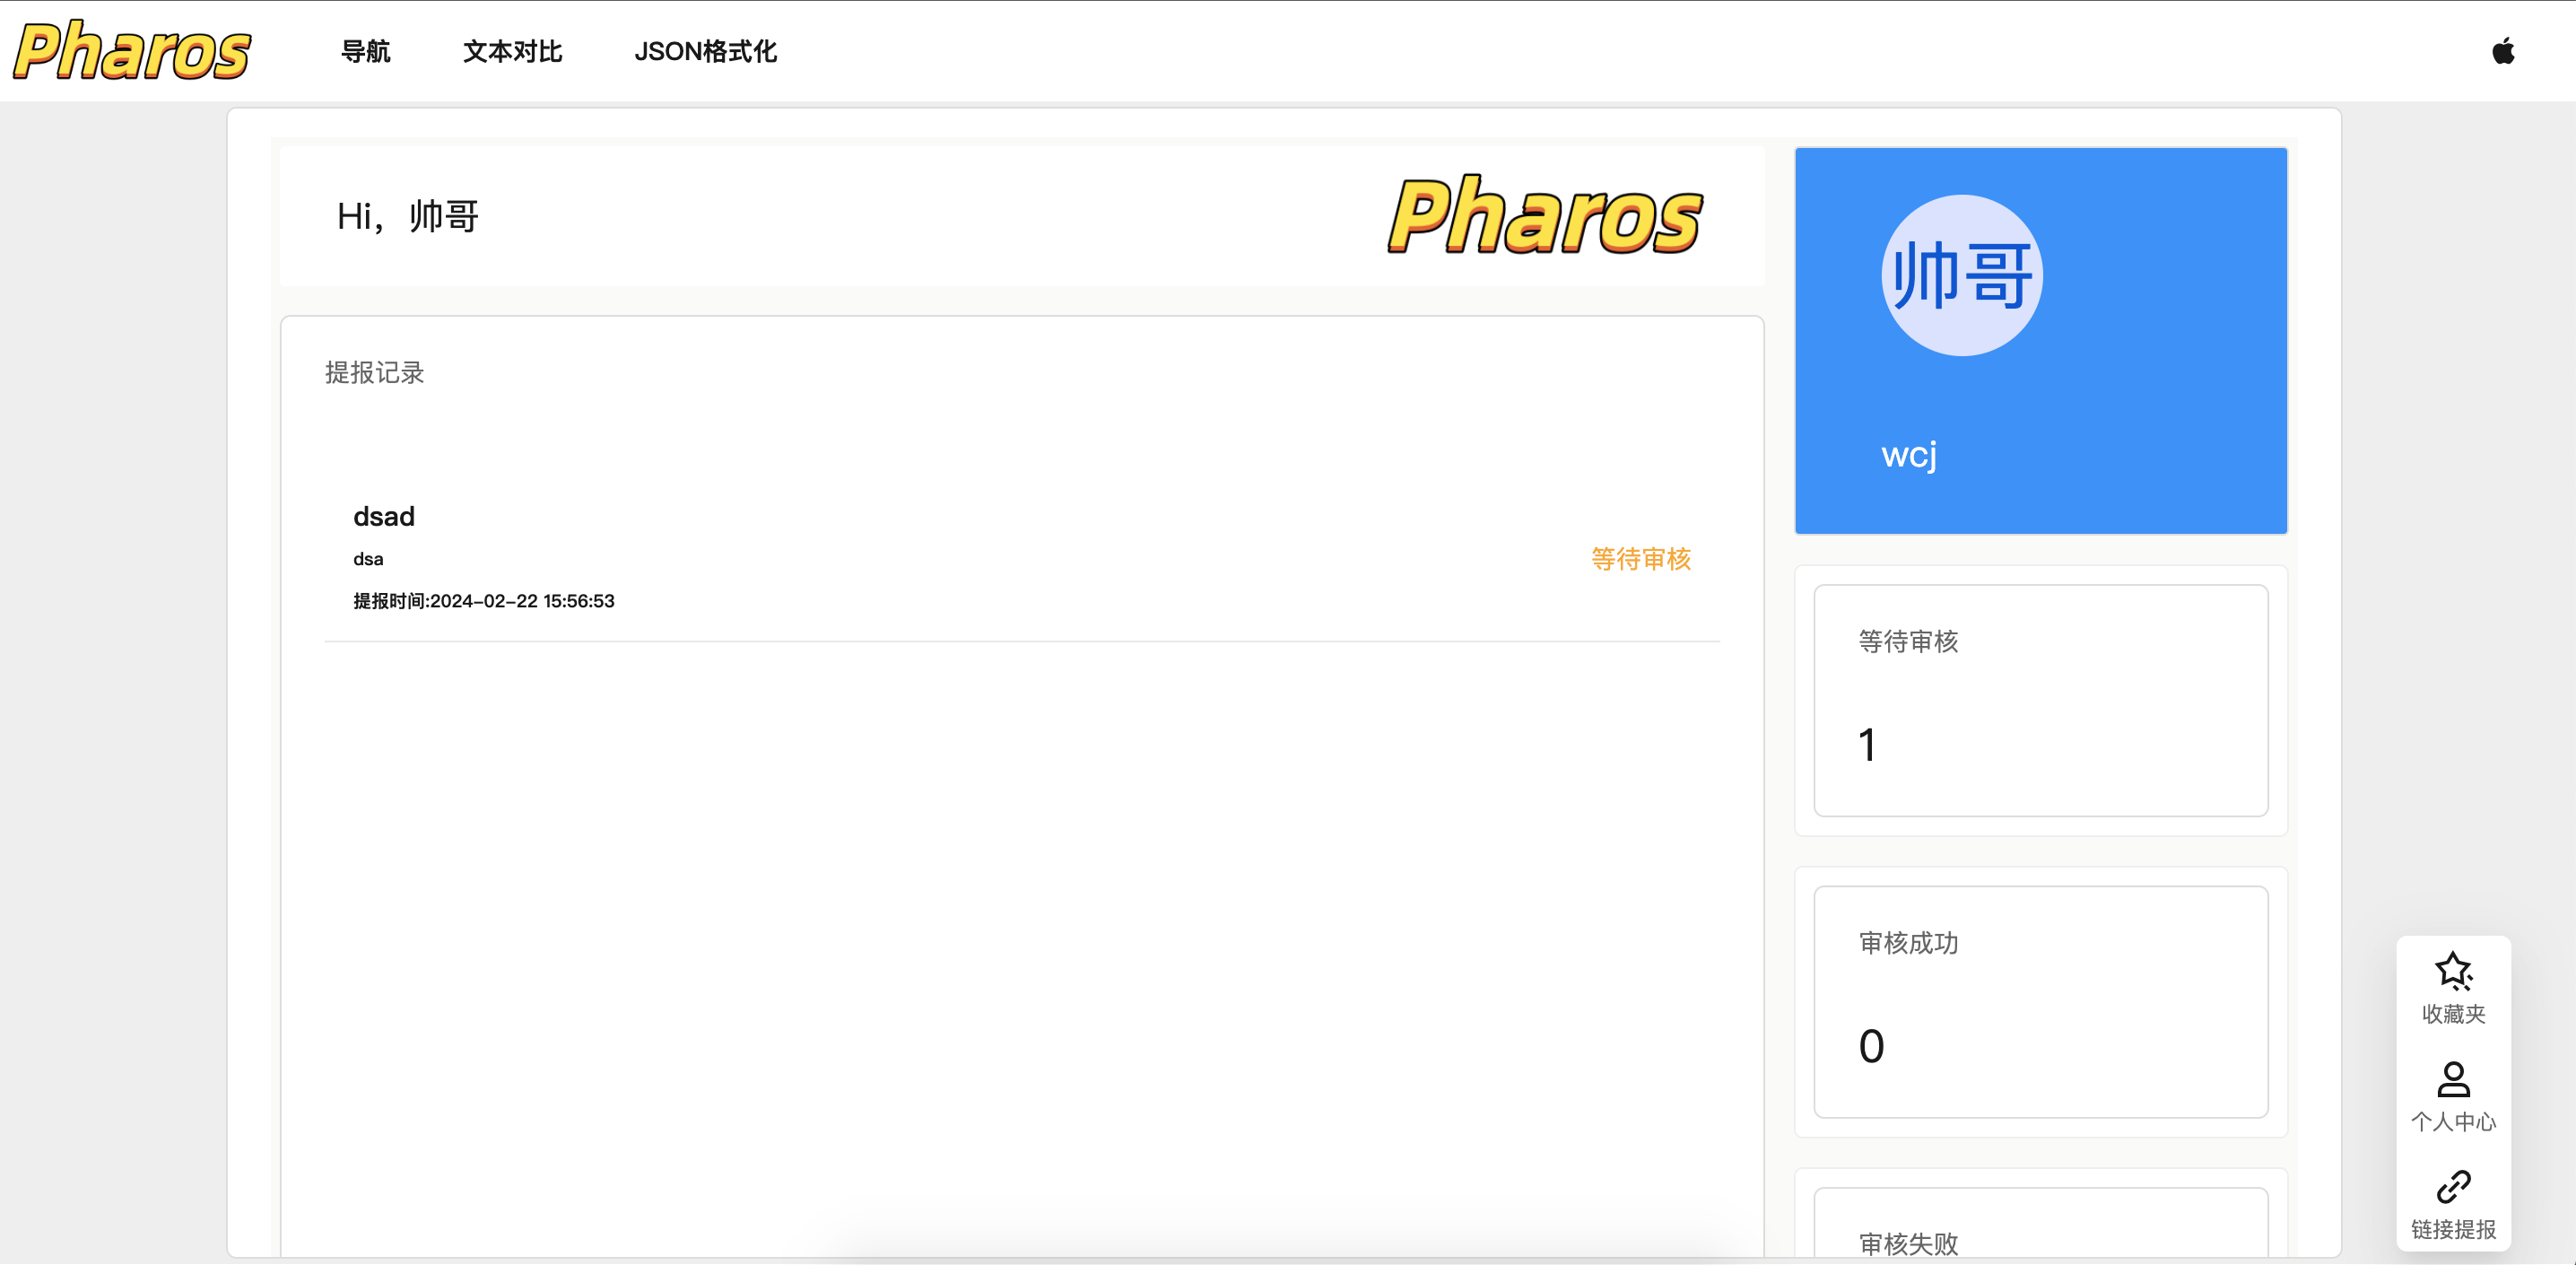 Pharos
导航
文本对比
JSON格式化
Hi，帅哥
Pharos
提报记录
dsad
dsa
提报时间:2024-02-22 15:56:53
等待审核
帅哥
wcj
等待审核
1
审核成功
0
审核失败
收藏夹
个人中心
链接提报